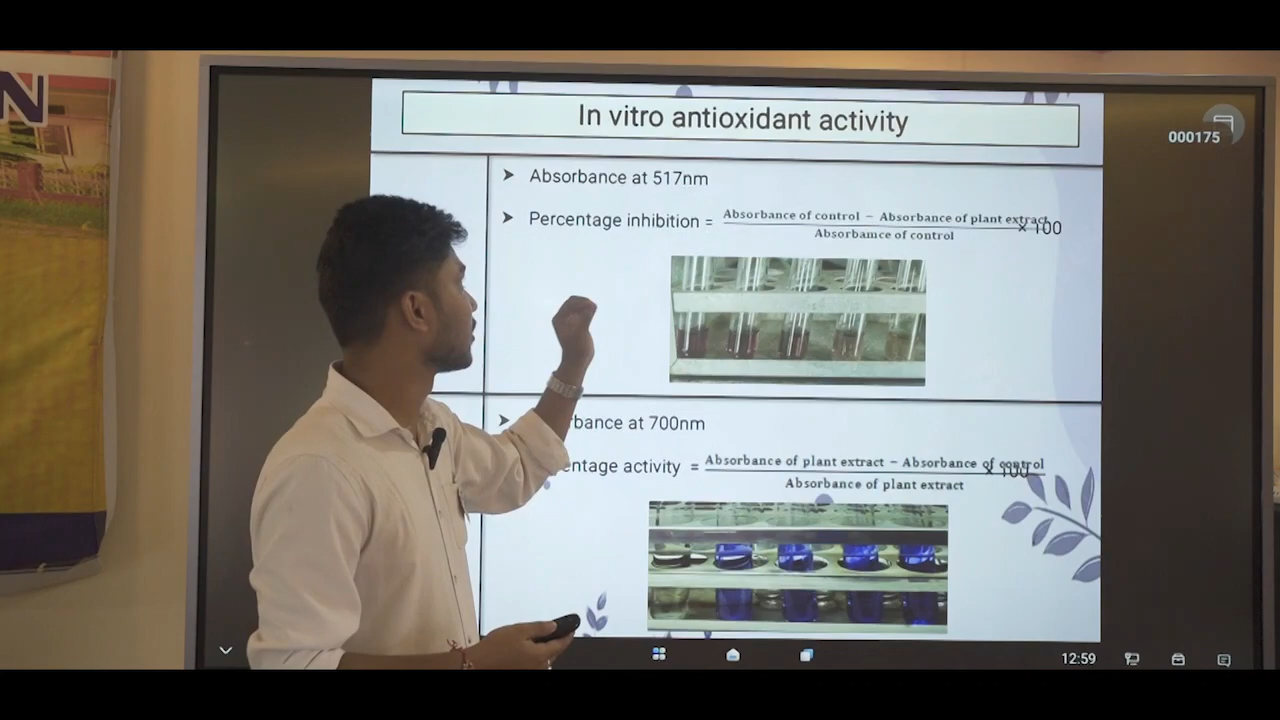 N
In vitro antioxidant activity
000175
➤ Absorbance at 517nm
➤ Percentage inhibition = Absorbance of control − Absorbance of plant extract
Absorbamce of control
× 100
➤ bance at 700nm
entage activity = Absorbance of plant extract − Absorbance of control
Absorbance of plant extract
× 100
12:59